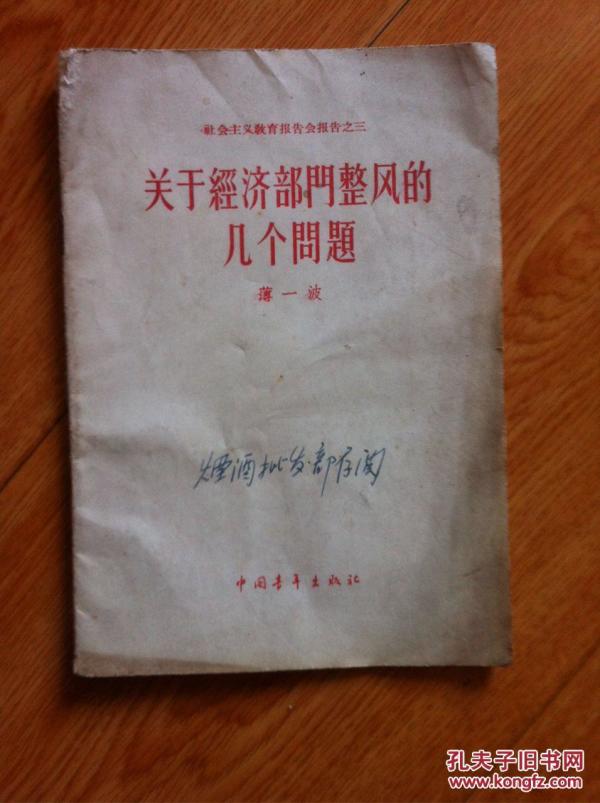 社会主义敎育报告会报告之三
关于經济部門整风的
几个問題
薄一波
烟酒批发部存阅
中国青年出版社
孔夫子旧书网
www.kongfz.com